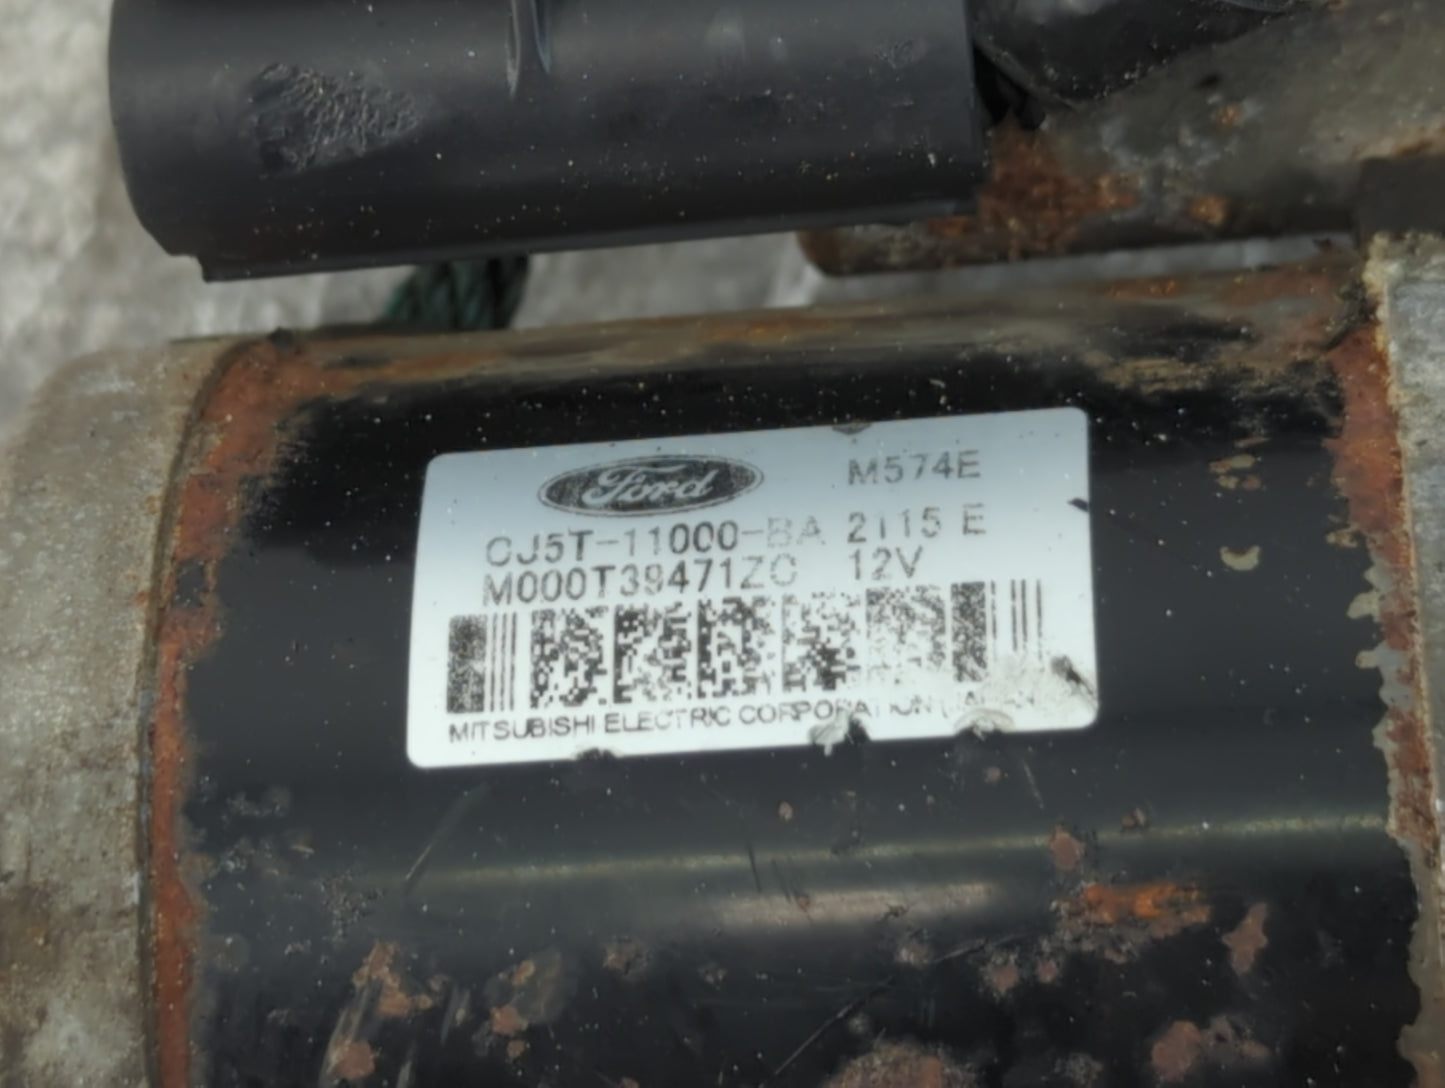 Ford M574E
CJ5T-11000-BA 2115 E
M000T39471ZC 12V
MITSUBISHI ELECTRIC CORPORATION